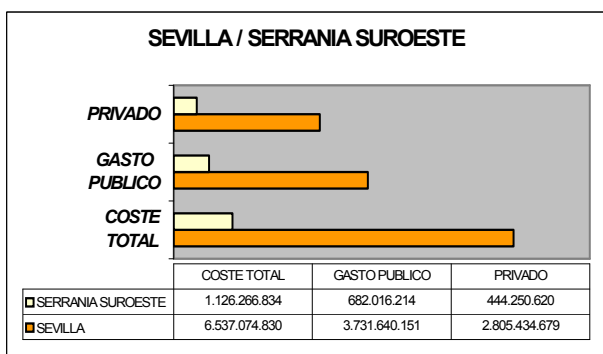 SEVILLA / SERRANIA SUROESTE
PRIVADO
GASTO
PUBLICO
COSTE
TOTAL
COSTE TOTAL GASTO PUBLICO PRIVADO
SERRANIA SUROESTE 1.126.266.834 682.016.214 444.250.620
SEVILLA 6.537.074.830 3.731.640.151 2.805.434.679